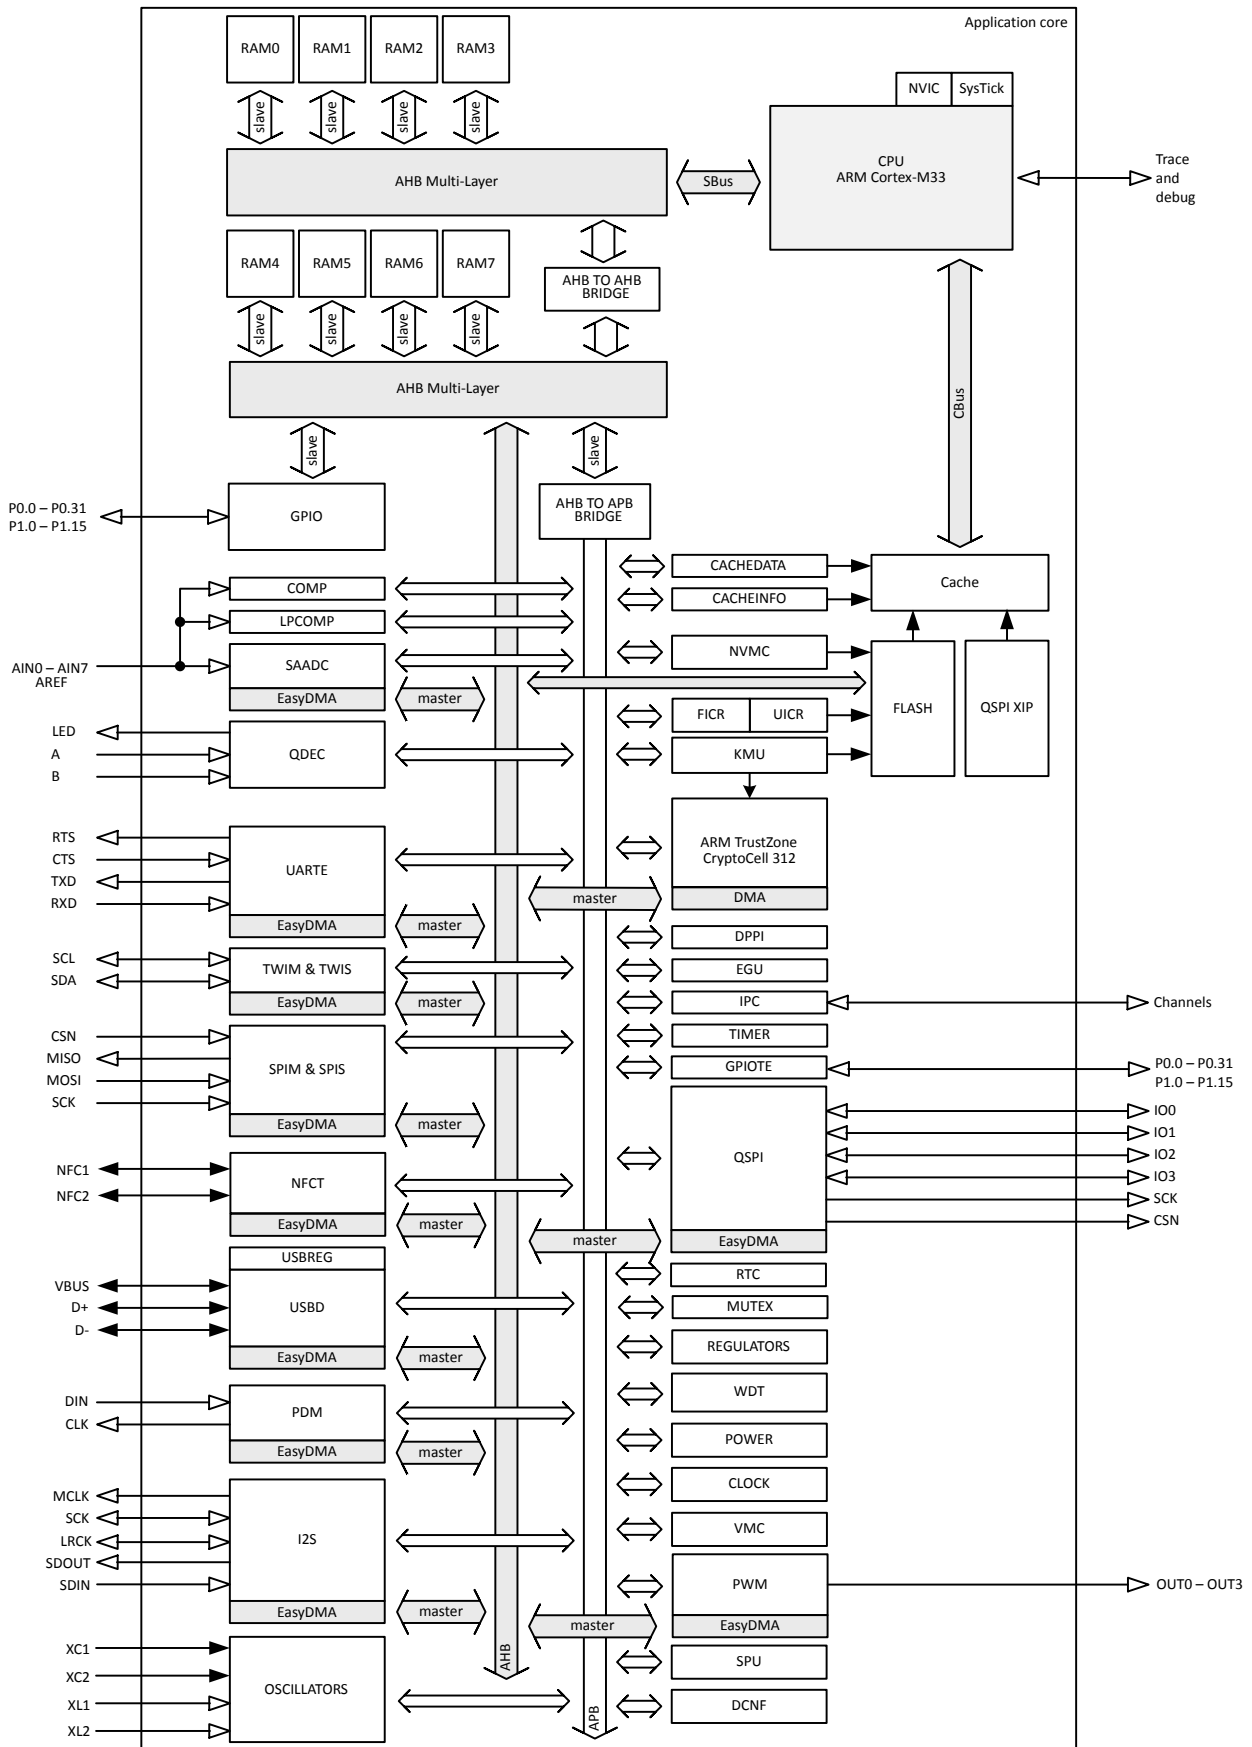 Application core
RAM0
RAM1
RAM2
RAM3
NVIC
SysTick
slave
slave
slave
slave
CPU
ARM Cortex-M33
Trace
and
debug
AHB Multi-Layer
SBus
RAM4
RAM5
RAM6
RAM7
AHB TO AHB
BRIDGE
slave
slave
slave
slave
AHB Multi-Layer
CBus
slave
slave
P0.0 – P0.31
P1.0 – P1.15
GPIO
AHB TO APB
BRIDGE
CACHEDATA
Cache
COMP
CACHEINFO
LPCOMP
NVMC
AIN0 – AIN7
AREF
SAADC
EasyDMA
master
FLASH
QSPI XIP
FICR
UICR
LED
A
B
QDEC
KMU
RTS
CTS
TXD
RXD
UARTE
EasyDMA
master
ARM TrustZone
CryptoCell 312
master
DMA
DPPI
SCL
SDA
TWIM & TWIS
EasyDMA
master
EGU
IPC
Channels
TIMER
CSN
MISO
MOSI
SCK
SPIM & SPIS
EasyDMA
master
GPIOTE
P0.0 – P0.31
P1.0 – P1.15
QSPI
IO0
IO1
IO2
IO3
SCK
CSN
NFC1
NFC2
NFCT
EasyDMA
master
master
EasyDMA
USBREG
VBUS
D+
D-
USBD
EasyDMA
master
RTC
MUTEX
REGULATORS
DIN
CLK
PDM
EasyDMA
master
WDT
POWER
CLOCK
MCLK
SCK
LRCK
SDOUT
SDIN
I2S
EasyDMA
master
VMC
PWM
OUT0 – OUT3
master
EasyDMA
XC1
XC2
XL1
XL2
OSCILLATORS
AHB
SPU
APB
DCNF